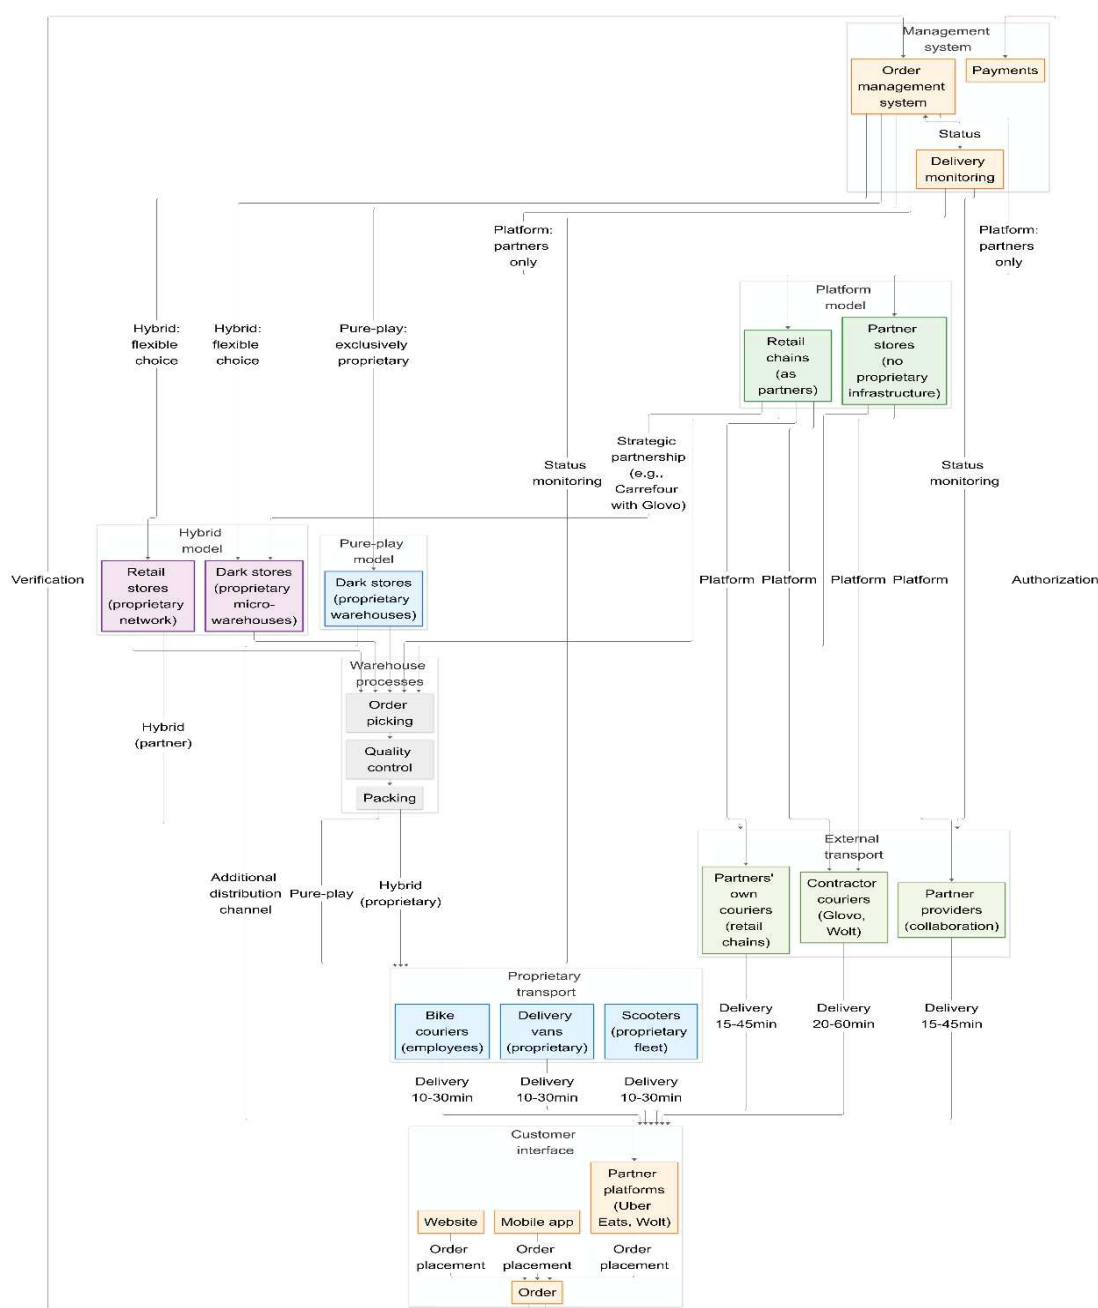 Management
system
Order
management
system
Payments
Status
Delivery
monitoring
Platform:
partners
only
Platform:
partners
only
Platform
model
Hybrid:
flexible
choice
Hybrid:
flexible
choice
Pure-play:
exclusively
proprietary
Retail
chains
(as
partners)
Partner
stores
(no
proprietary
infrastructure)
Status
monitoring
Strategic
partnership
(e.g.,
Carrefour
with Glovo)
Status
monitoring
Hybrid
model
Pure-play
model
Verification
Retail
stores
(proprietary
network)
Dark stores
(proprietary
micro-
warehouses)
Dark stores
(proprietary
warehouses)
Platform
Platform
Platform
Platform
Authorization
Warehouse
processes
Order
picking
Hybrid
(partner)
Quality
control
Packing
External
transport
Additional
distribution
channel
Pure-play
Hybrid
(proprietary)
Partners'
own
couriers
(retail
chains)
Contractor
couriers
(Glovo,
Wolt)
Partner
providers
(collaboration)
Proprietary
transport
Bike
couriers
(employees)
Delivery
vans
(proprietary)
Scooters
(proprietary
fleet)
Delivery
15-45min
Delivery
20-60min
Delivery
15-45min
Delivery
10-30min
Delivery
10-30min
Delivery
10-30min
Customer
interface
Partner
platforms
(Uber
Eats, Wolt)
Website
Mobile app
Order
placement
Order
placement
Order
placement
Order